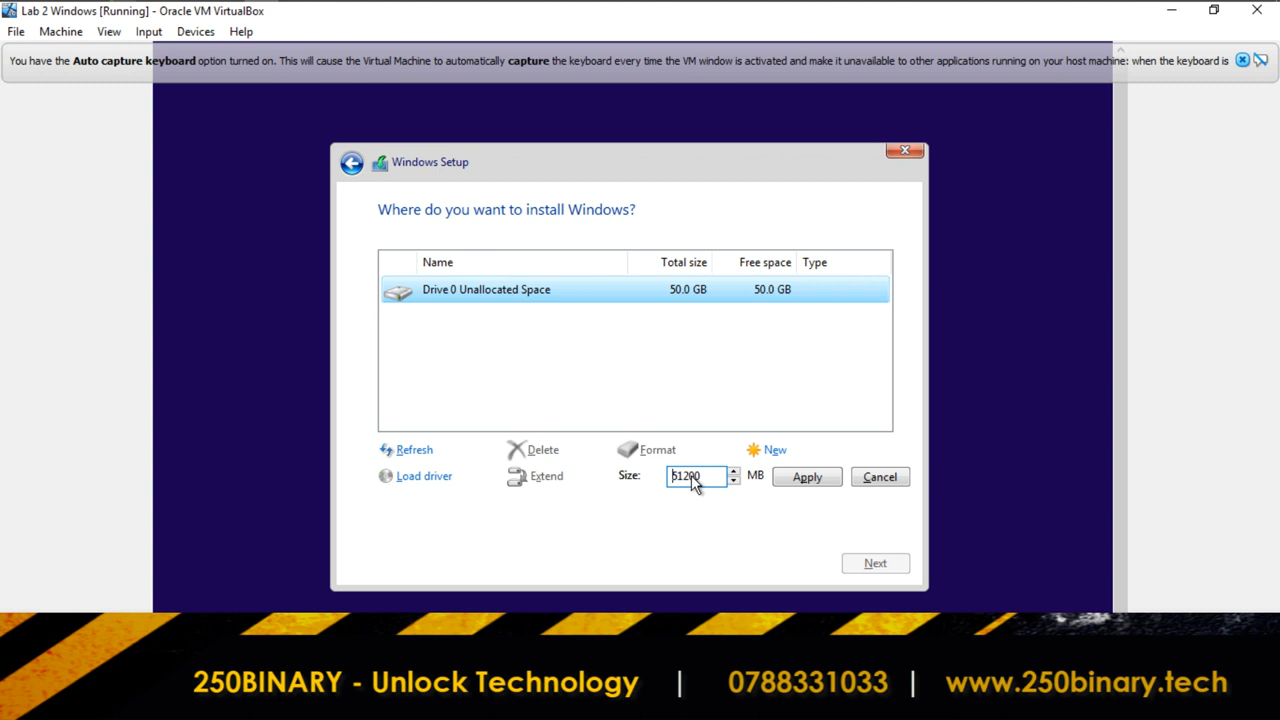 Lab 2 Windows [Running] - Oracle VM VirtualBox
File Machine View Input Devices Help
You have the Auto capture keyboard option turned on. This will cause the Virtual Machine to automatically capture the keyboard every time the VM window is activated and make it unavailable to other applications running on your host machine: when the keyboard is
Windows Setup
Where do you want to install Windows?
Name Total size Free space Type
Drive 0 Unallocated Space 50.0 GB 50.0 GB
Refresh Delete Format New
Load driver Extend Size: 51200 MB Apply Cancel
Next
250BINARY - Unlock Technology | 0788331033 | www.250binary.tech